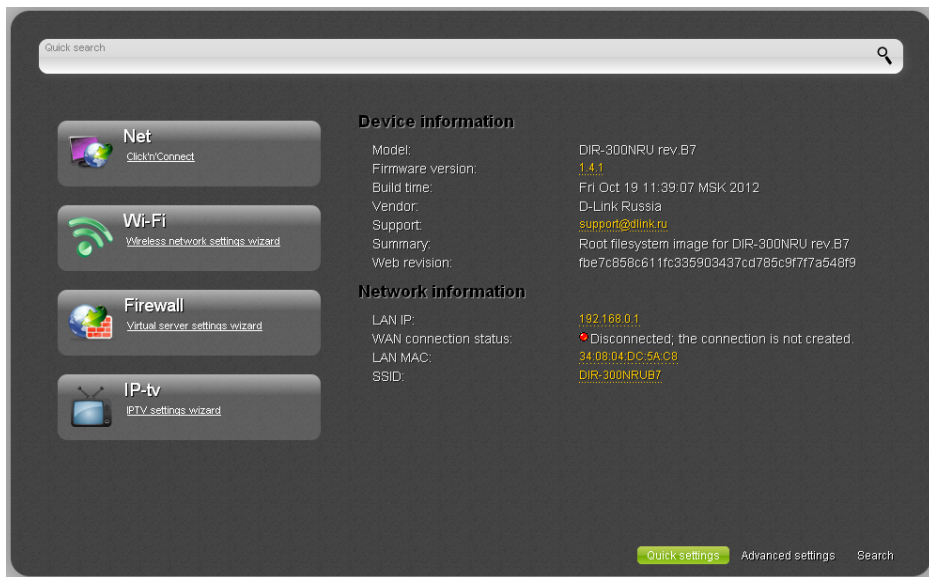 Quick search
Net
Click'n'Connect
Wi-Fi
Wireless network settings wizard
Firewall
Virtual server settings wizard
IP-tv
IPTV settings wizard
Device information
Model: DIR-300NRU rev.B7
Firmware version: 1.4.1
Build time: Fri Oct 19 11:39:07 MSK 2012
Vendor: D-Link Russia
Support: support@dlink.ru
Summary: Root filesystem image for DIR-300NRU rev.B7
Web revision: fbe7c858c611fc335903437cd785c9f7f7a548f9
Network information
LAN IP: 192.168.0.1
WAN connection status: Disconnected; the connection is not created.
LAN MAC: 34:08:04:DC:5A:C8
SSID: DIR-300NRUB7
Quick settings Advanced settings Search